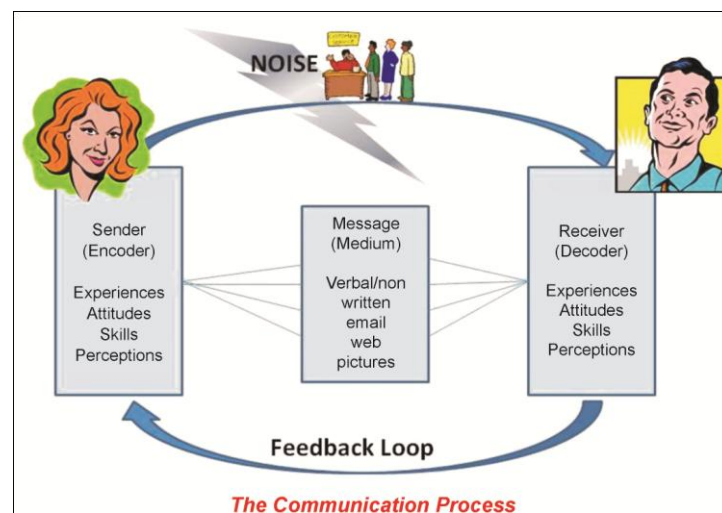 NOISE
Sender
(Encoder)
Experiences
Attitudes
Skills
Perceptions
Message
(Medium)
Verbal/non
written
email
web
pictures
Receiver
(Decoder)
Experiences
Attitudes
Skills
Perceptions
Feedback Loop
The Communication Process